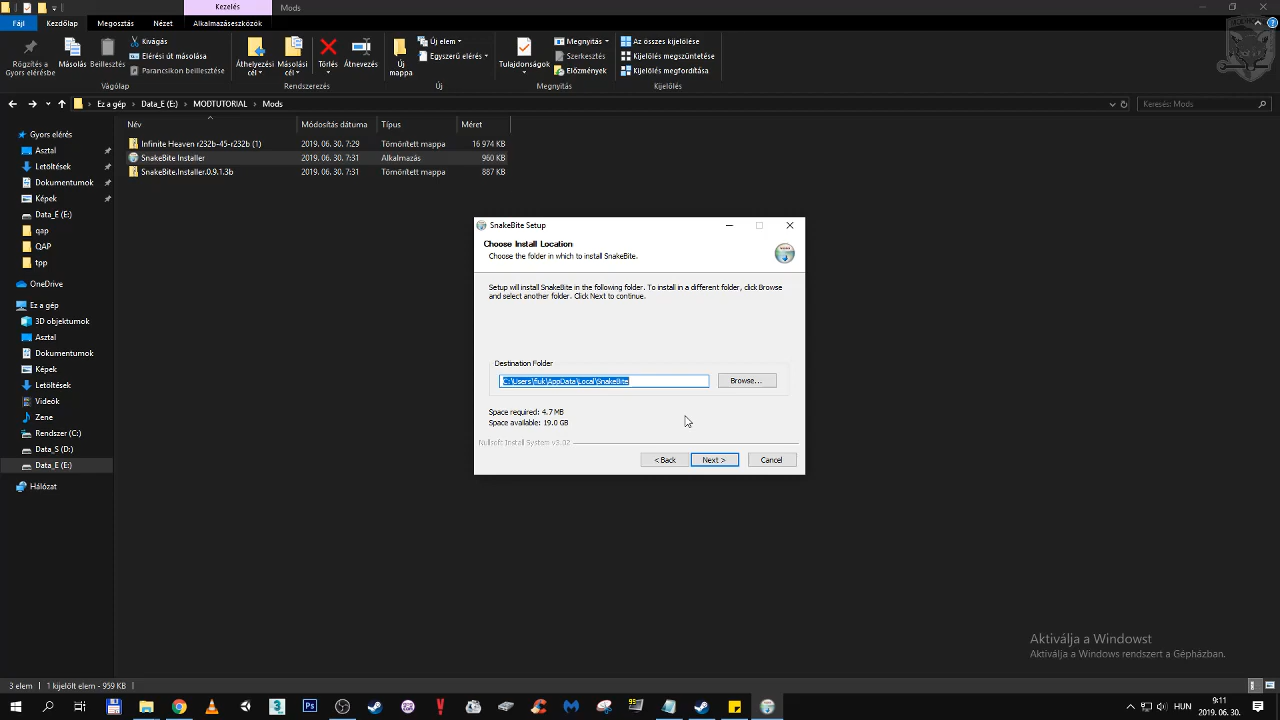 Kezelés
Mods
Fájl
Kezdőlap
Megosztás
Nézet
Alkalmazáseszközök
Rögzítés a
Gyors elérésbe
Másolás
Beillesztés
Kivágás
Elérési út másolása
Parancsikon beillesztése
Vágólap
Áthelyezési
cél
Másolási
cél
Törlés
Átnevezés
Rendszerezés
Új
mappa
Új elem
Egyszerű elérés
Új
Tulajdonságok
Megnyitás
Szerkesztés
Előzmények
Megnyitás
Az összes kijelölése
Kijelölés megszüntetése
Kijelölés megfordítása
Kijelölés
Ez a gép > Data_E (E:) > MODTUTORIAL > Mods
Keresés: Mods
Név
Módosítás dátuma
Típus
Méret
Infinite Heaven r232b-45-r232b (1) 2019. 06. 30. 7:29 Tömörített mappa 16 974 KB
SnakeBite Installer 2019. 06. 30. 7:31 Alkalmazás 960 KB
SnakeBite.Installer.0.9.1.3b 2019. 06. 30. 7:31 Tömörített mappa 887 KB
Gyors elérés
Asztal
Letöltések
Dokumentumok
Képek
Data_E (E:)
qap
QAP
tpp
OneDrive
Ez a gép
3D objektumok
Asztal
Dokumentumok
Képek
Letöltések
Videók
Zene
Rendszer (C:)
Data_S (D:)
Data_E (E:)
Hálózat
SnakeBite Setup
Choose Install Location
Choose the folder in which to install SnakeBite.
Setup will install SnakeBite in the following folder. To install in a different folder, click Browse
and select another folder. Click Next to continue.
Destination Folder
C:\Users\fiuk\AppData\Local\SnakeBite
Browse...
Space required: 4.7 MB
Space available: 19.0 GB
Nullsoft Install System v3.02
< Back
Next >
Cancel
Aktiválja a Windowst
Aktiválja a Windows rendszert a Gépházban.
3 elem
1 kijelölt elem – 959 KB
HUN
9:11
2019. 06. 30.